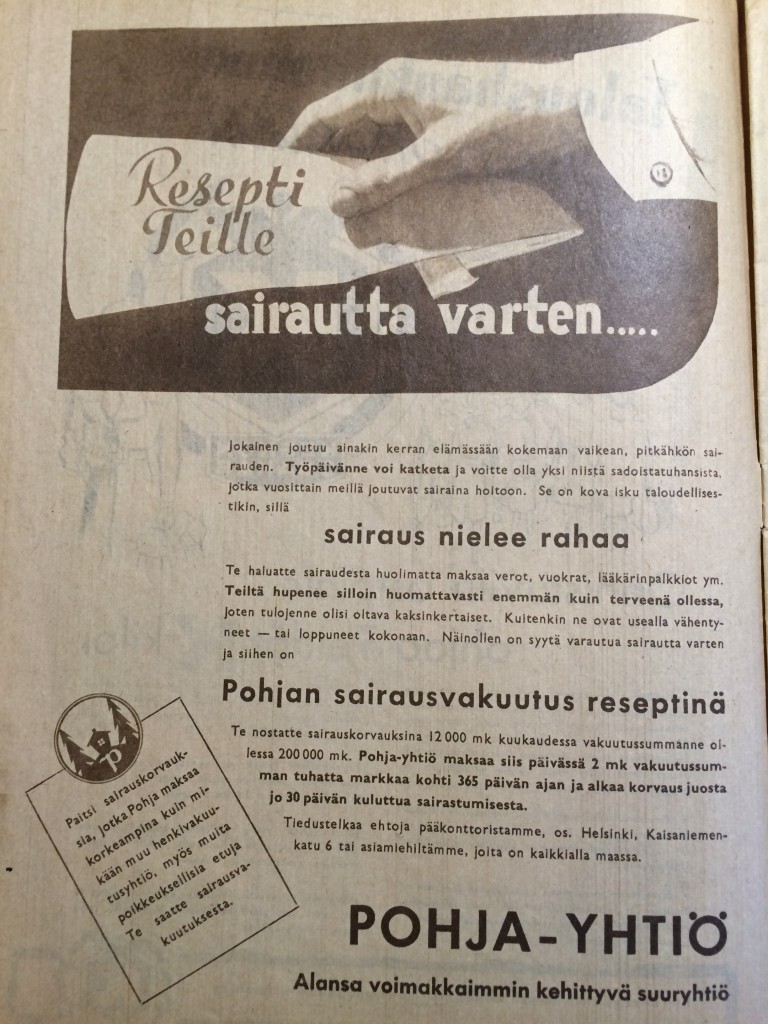 Resepti
Teille
sairautta varten.....
Jokainen joutuu ainakin kerran elämässään kokemaan vaikean, pitkähkön sai-
rauden. Työpäivänne voi katketa ja voitte olla yksi niistä sadoistatuhansista,
jotka vuosittain meillä joutuvat sairaina hoitoon. Se on kova isku taloudellises-
tikin, sillä
sairaus nielee rahaa
Te haluatte sairaudesta huolimatta maksaa verot, vuokrat, lääkärinpalkkiot ym.
Teiltä hupenee silloin huomattavasti enemmän kuin terveenä ollessa,
joten tulojenne olisi oltava kaksinkertaiset. Kuitenkin ne ovat usealla vähenty-
neet — tai loppuneet kokonaan. Näinollen on syytä varautua sairautta varten
ja siihen on
Pohjan sairausvakuutus reseptinä
Te nostatte sairauskorvauksina 12 000 mk kuukaudessa vakuutussummanne ol-
lessa 200 000 mk. Pohja-yhtiö maksaa siis päivässä 2 mk vakuutussum-
man tuhatta markkaa kohti 365 päivän ajan ja alkaa korvaus juosta
jo 30 päivän kuluttua sairastumisesta.
Tiedustelkaa ehtoja pääkonttoristamme, os. Helsinki, Kaisaniemen-
katu 6 tai asiamiehiltämme, joita on kaikkialla maassa.
P
Paitsi sairauskorvauk-
sia, jotka Pohja maksaa
korkeampina kuin mi-
kään muu henkivakuu-
tusyhtiö, myös muita
poikkeuksellisia etuja
Te saatte sairausva-
kuutuksesta.
POHJA-YHTIÖ
Alansa voimakkaimmin kehittyvä suuryhtiö